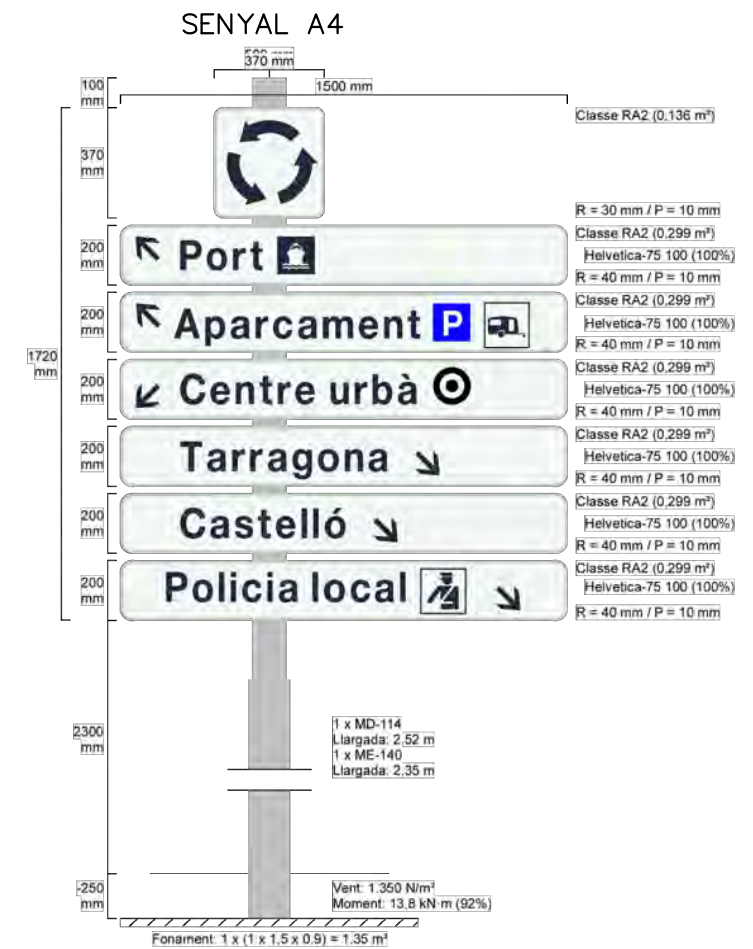 SENYAL A4
370 mm
1500 mm
100
mm
Classe RA2 (0,136 m²)
370
mm
R = 30 mm / P = 10 mm
Classe RA2 (0,299 m²)
200
mm
Port
Helvetica-75 100 (100%)
R = 40 mm / P = 10 mm
Classe RA2 (0,299 m²)
200
mm
Aparcament P
Helvetica-75 100 (100%)
R = 40 mm / P = 10 mm
1720
mm
Classe RA2 (0,299 m²)
200
mm
Centre urbà
Helvetica-75 100 (100%)
R = 40 mm / P = 10 mm
Classe RA2 (0,299 m²)
200
mm
Tarragona
Helvetica-75 100 (100%)
R = 40 mm / P = 10 mm
Classe RA2 (0,299 m²)
200
mm
Castelló
Helvetica-75 100 (100%)
R = 40 mm / P = 10 mm
Classe RA2 (0,299 m²)
200
mm
Policia local
Helvetica-75 100 (100%)
R = 40 mm / P = 10 mm
2300
mm
1 x MD-114
Llargada: 2,52 m
1 x ME-140
Llargada: 2,35 m
-250
mm
Vent: 1.350 N/m²
Moment: 13,8 kN·m (92%)
Fonament: 1 x (1 x 1,5 x 0,9) = 1,35 m³